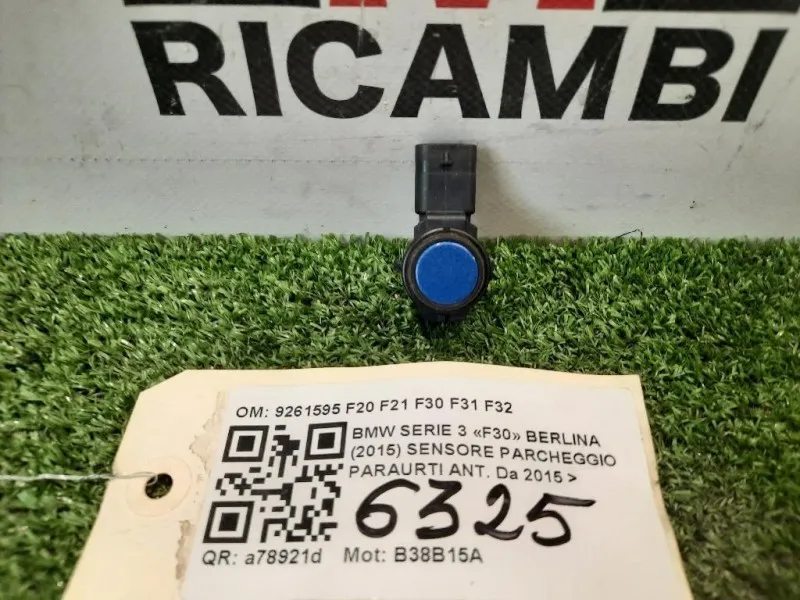 RICAMBI
OM: 9261595 F20 F21 F30 F31 F32
BMW SERIE 3 «F30» BERLINA
(2015) SENSORE PARCHEGGIO
PARAURTI ANT. Da 2015 >
6325
QR: a78921d Mot: B38B15A